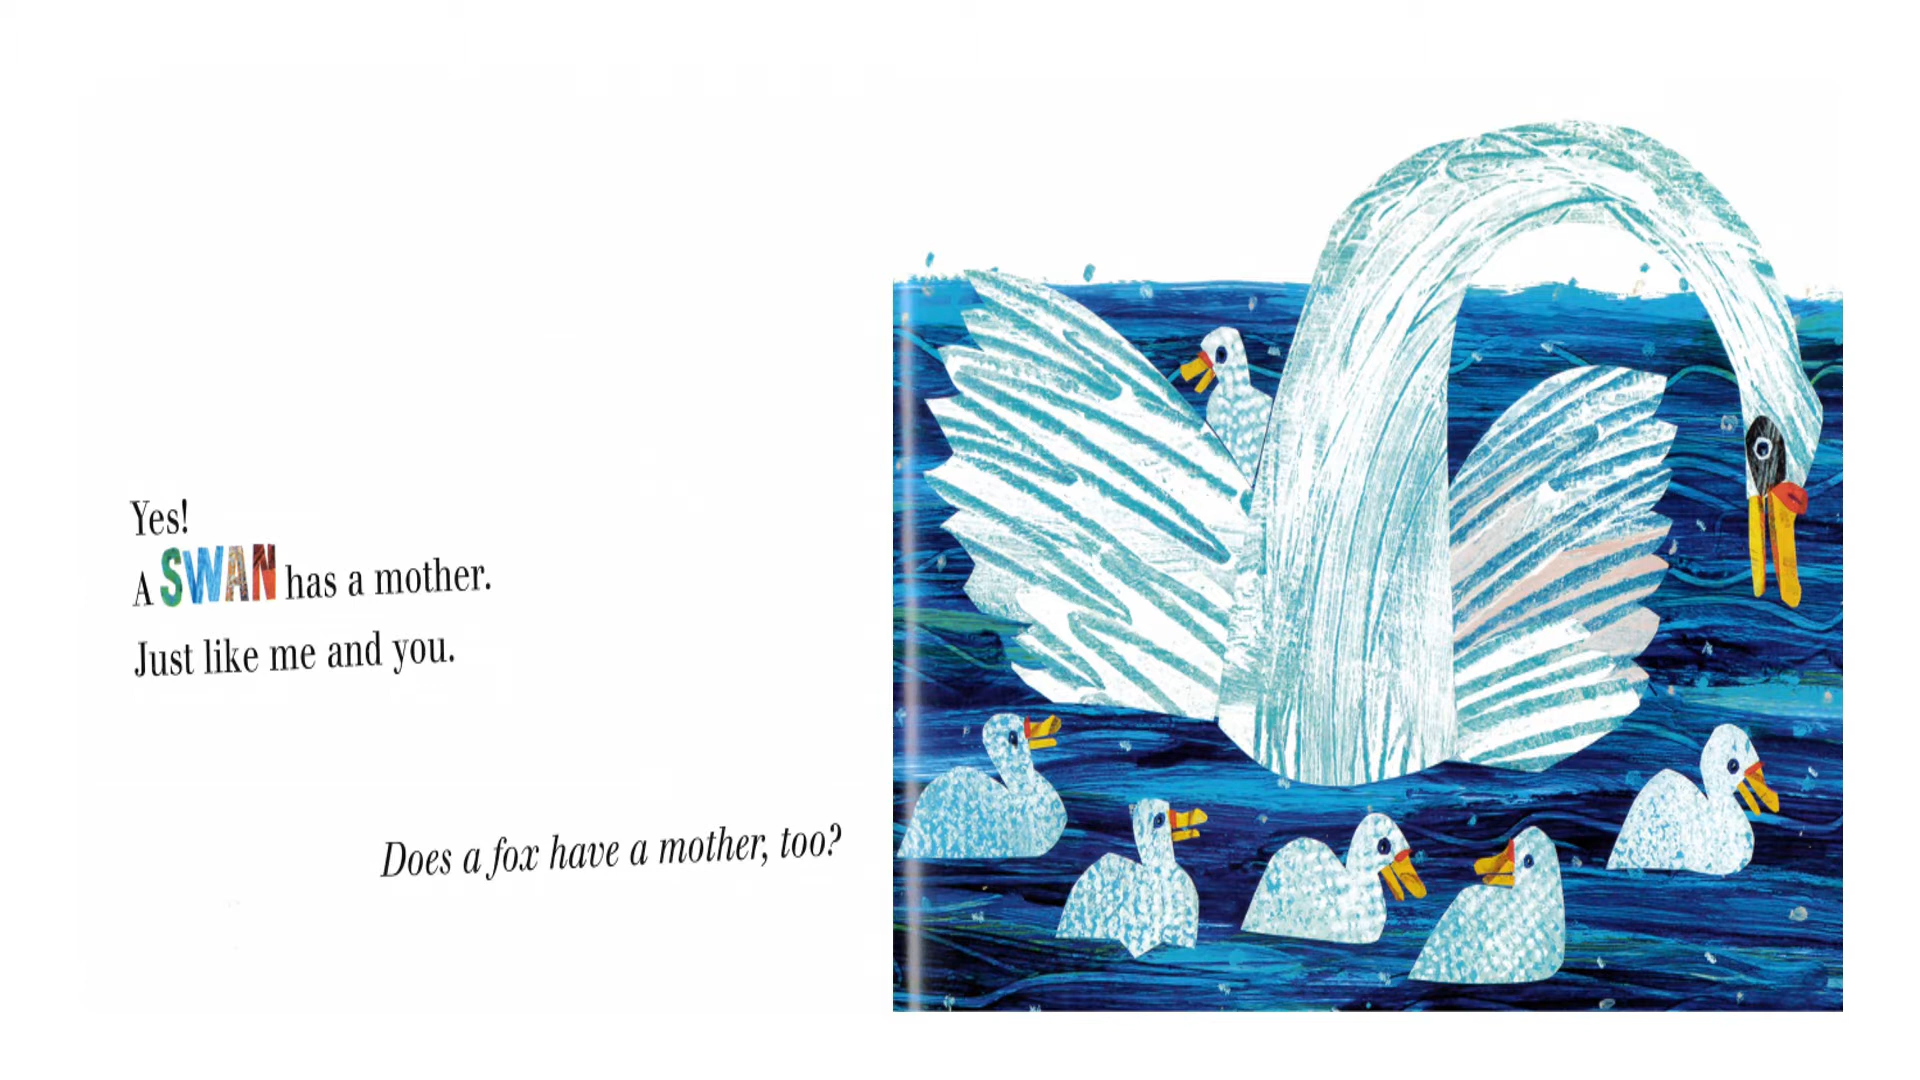 Yes!
A SWAN has a mother.
Just like me and you.
Does a fox have a mother, too?